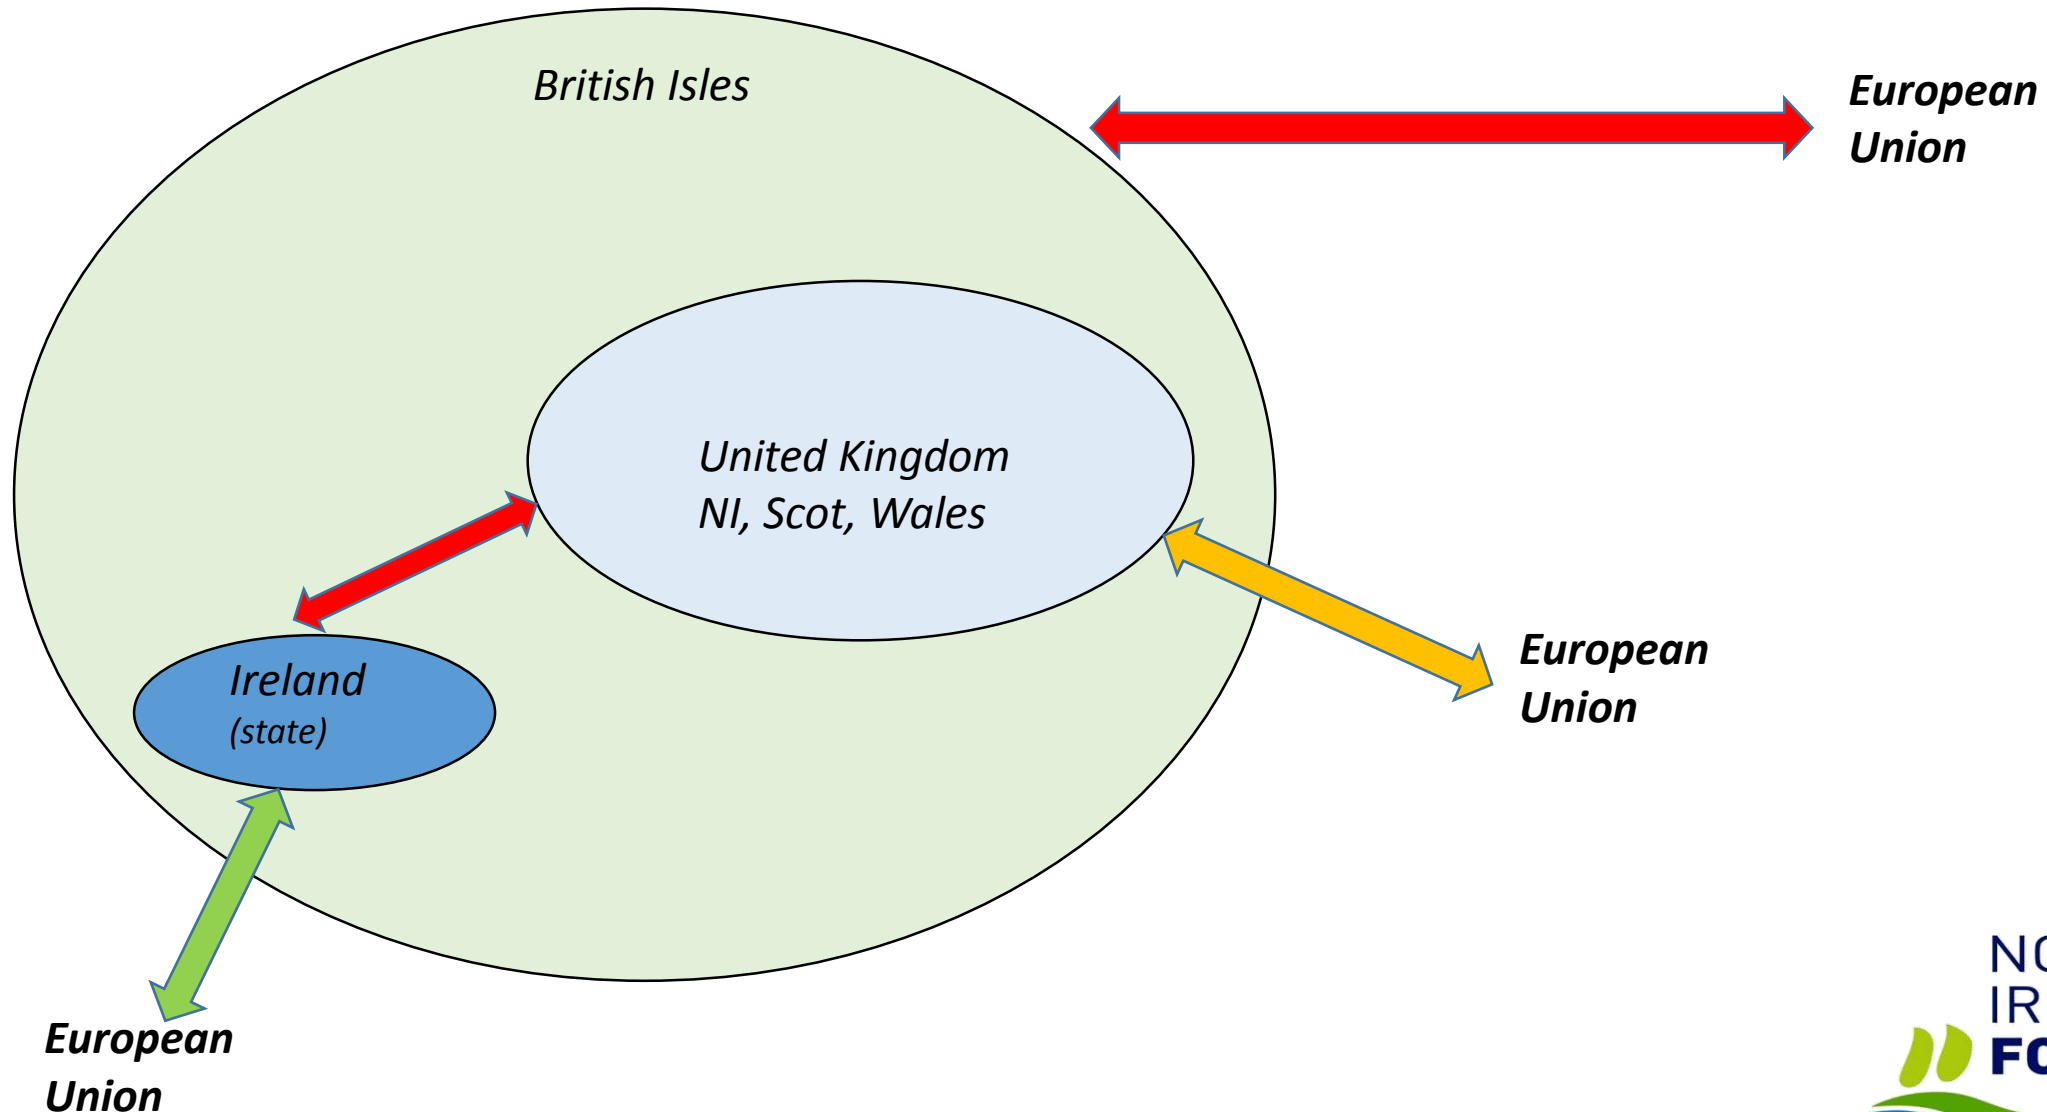 British Isles
European
Union
United Kingdom
NI, Scot, Wales
European
Union
Ireland
(state)
European
Union